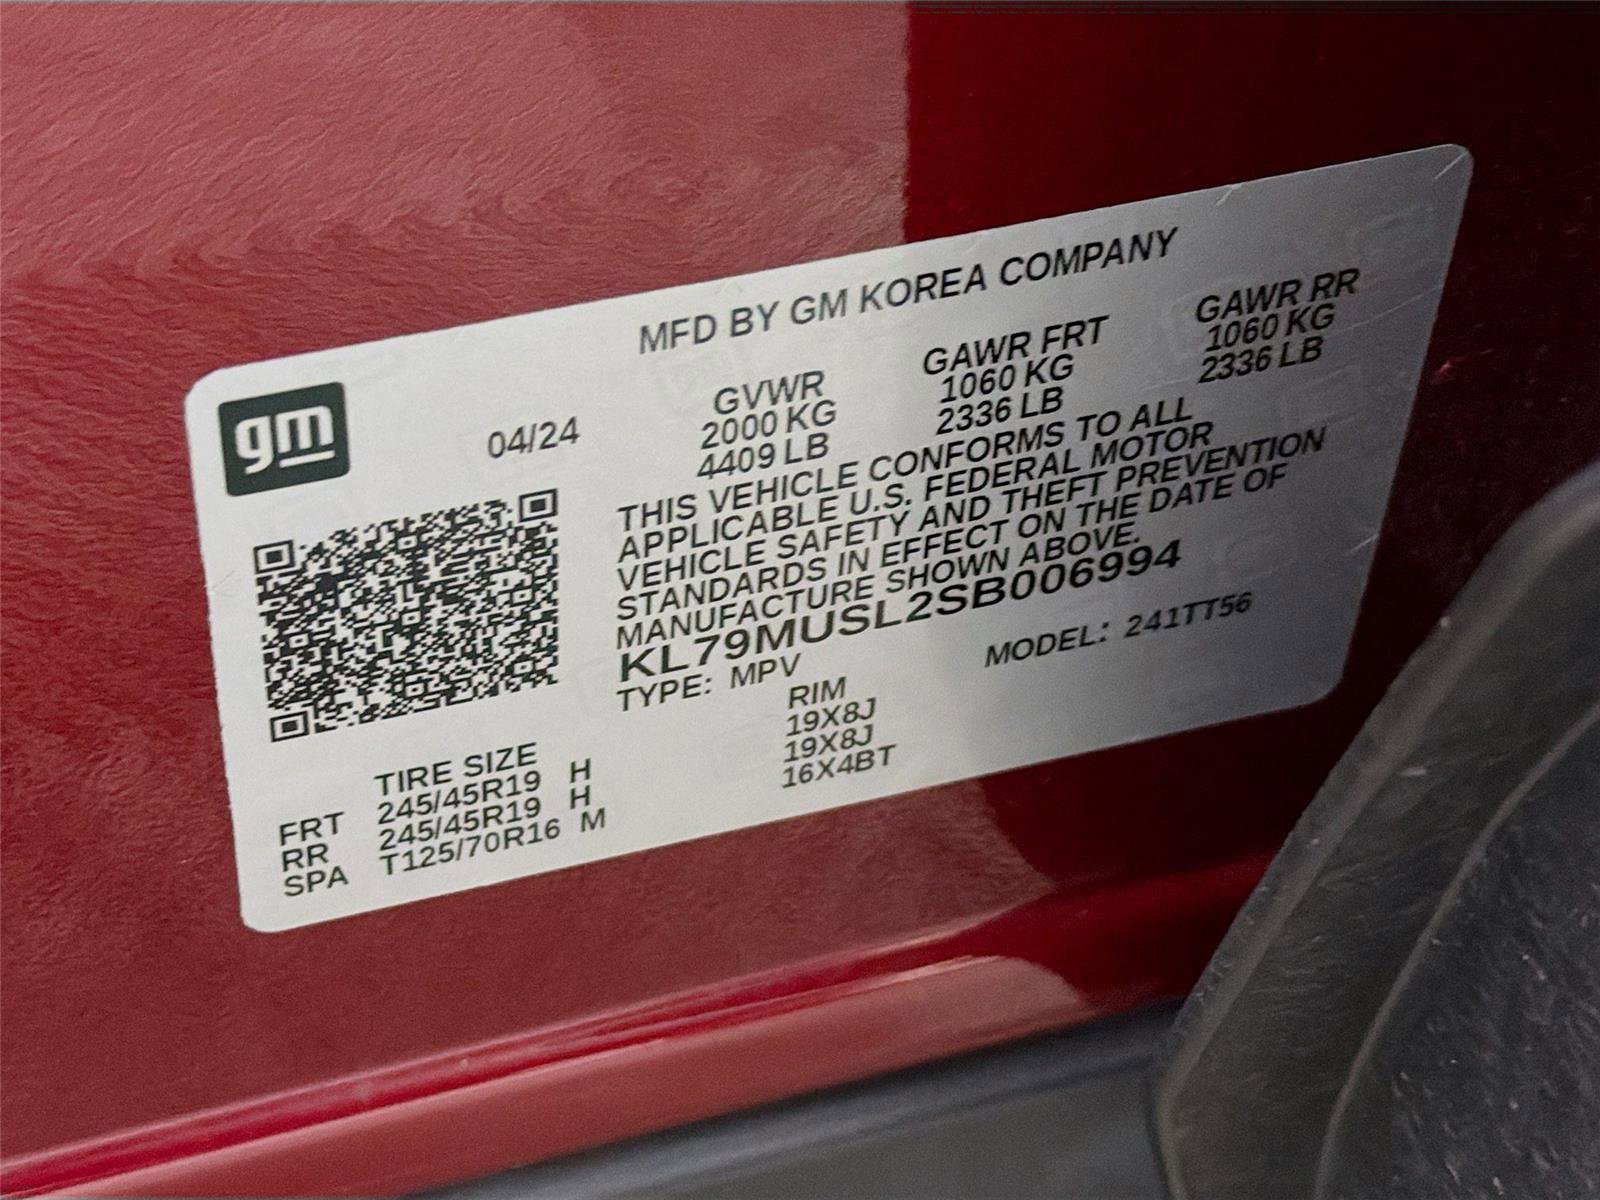 MFD BY GM KOREA COMPANY
gm
04/24
GVWR GAWR FRT GAWR RR
2000 KG 1060 KG 1060 KG
4409 LB 2336 LB 2336 LB
THIS VEHICLE CONFORMS TO ALL
APPLICABLE U.S. FEDERAL MOTOR
VEHICLE SAFETY AND THEFT PREVENTION
STANDARDS IN EFFECT ON THE DATE OF
MANUFACTURE SHOWN ABOVE.
KL79MUSL2SB006994
TYPE: MPV MODEL: 241TT56
TIRE SIZE RIM
FRT 245/45R19 H 19X8J
RR 245/45R19 H 19X8J
SPA T125/70R16 M 16X4BT